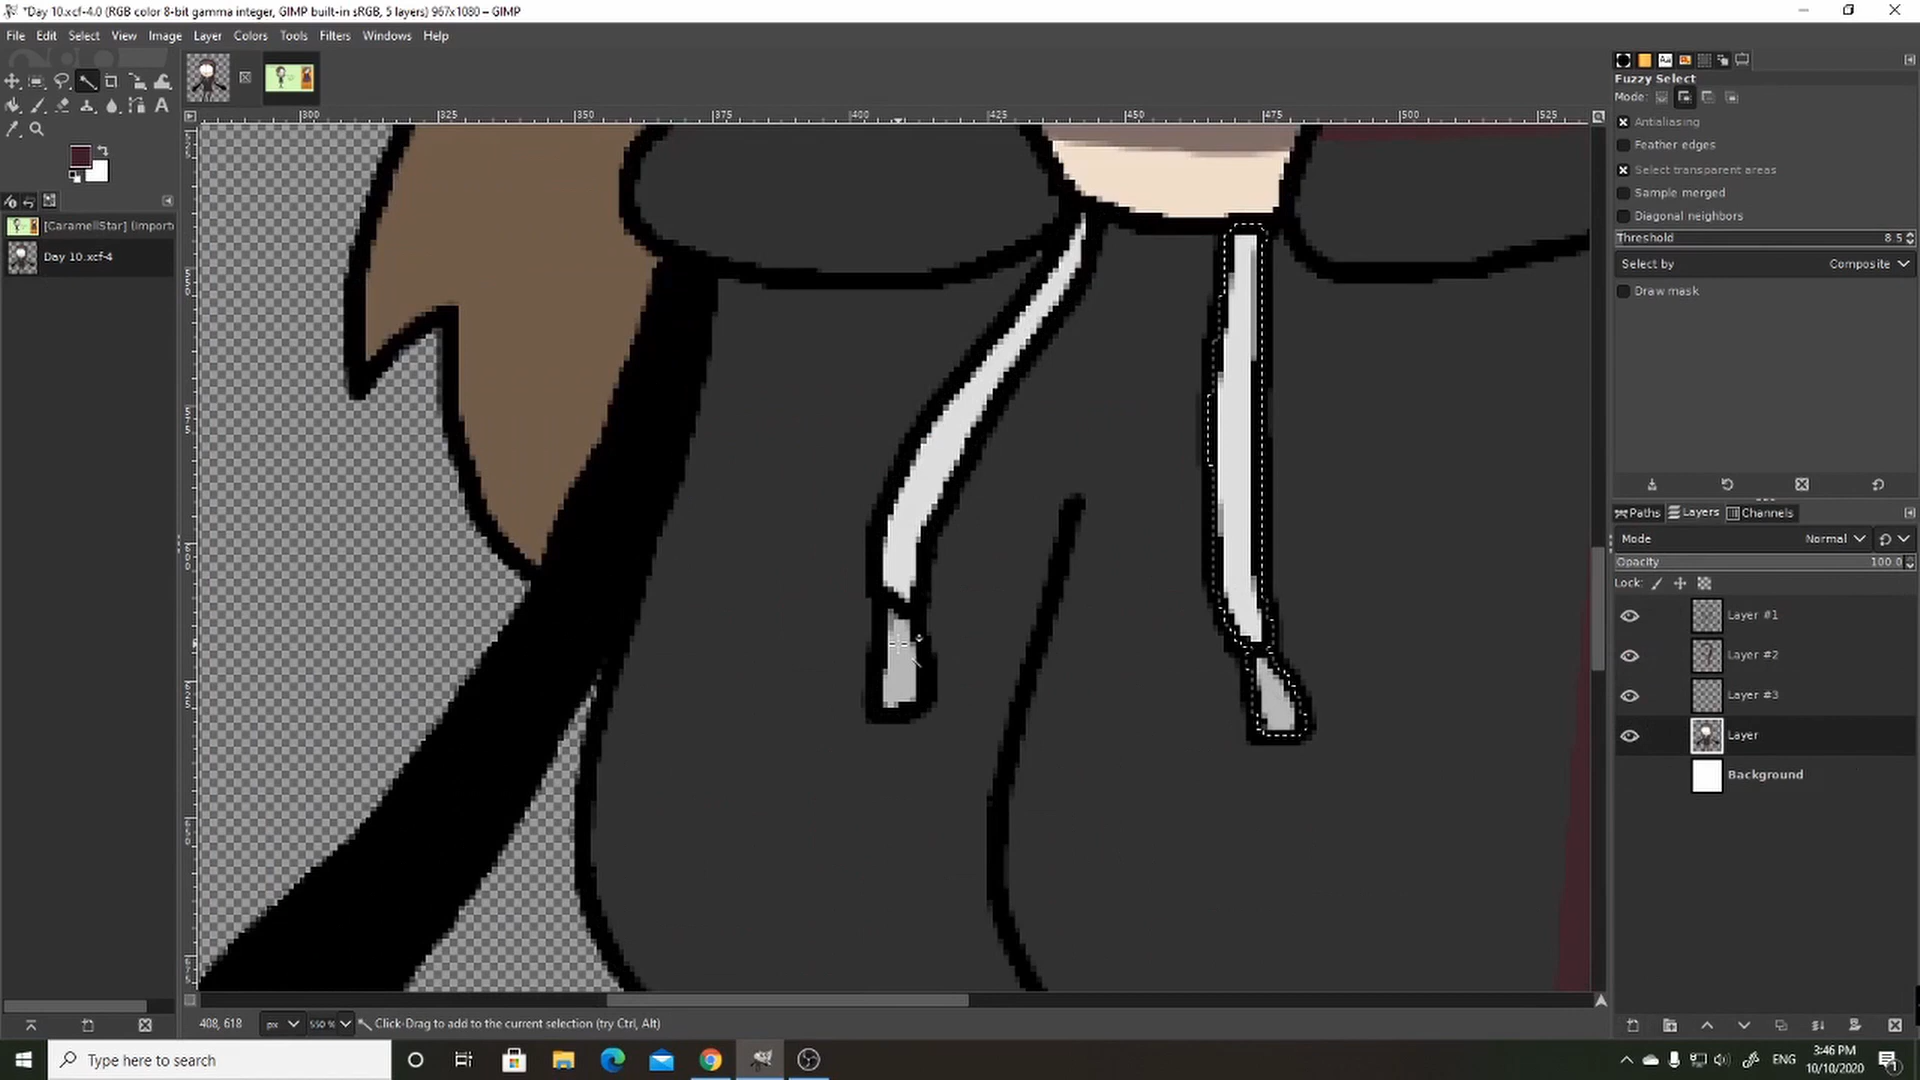 *Day 10.xcf-4.0 (RGB color 8-bit gamma integer, GIMP built-in sRGB, 5 layers) 967x1080 – GIMP
File Edit Select View Image Layer Colors Tools Filters Windows Help
Fuzzy Select
Mode:
Antialiasing
Feather edges
Select transparent areas
Sample merged
Diagonal neighbors
Threshold 8.5
Select by Composite
Draw mask
300 325 350 375 400 425 450 475 500 525
[CaramellStar] (Import
Day 10.xcf-4
Paths Layers Channels
Mode Normal
Opacity 100.0
Lock:
Layer #1
Layer #2
Layer #3
Layer
Background
408, 618 px 550 % Click-Drag to add to the current selection (try Ctrl, Alt)
Type here to search
ENG
3:46 PM
10/10/2020
1